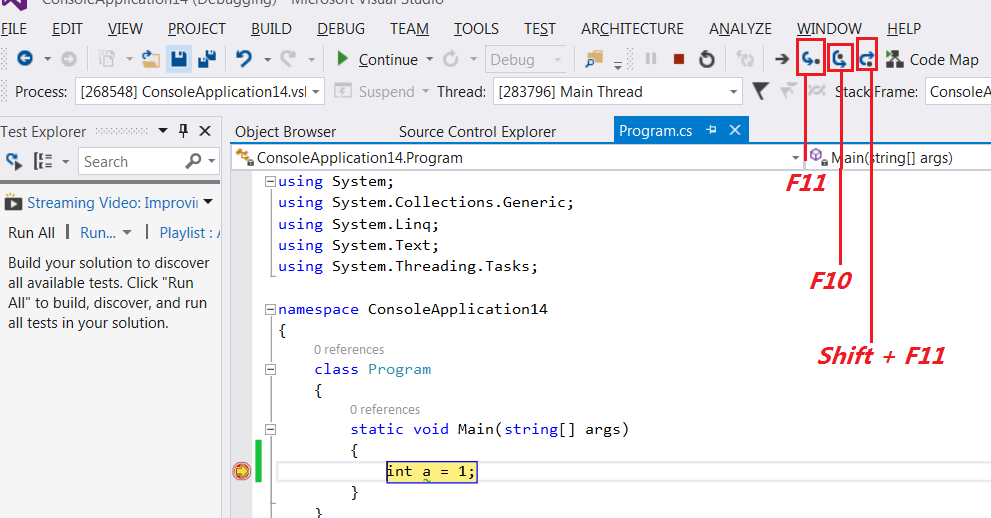 ConsoleApplication14 (Debugging) - Microsoft Visual Studio
FILE EDIT VIEW PROJECT BUILD DEBUG TEAM TOOLS TEST ARCHITECTURE ANALYZE WINDOW HELP
Continue Debug Code Map
Process: [268548] ConsoleApplication14.vsl Suspend Thread: [283796] Main Thread Stack Frame: ConsoleA
Test Explorer
Object Browser Source Control Explorer Program.cs
Search
ConsoleApplication14.Program Main(string[] args)
F11
Streaming Video: Improvin
Run All Run... Playlist :
Build your solution to discover
all available tests. Click "Run
All" to build, discover, and run
all tests in your solution.
using System;
using System.Collections.Generic;
using System.Linq;
using System.Text;
using System.Threading.Tasks;
F10
namespace ConsoleApplication14
{
0 references
class Program
Shift + F11
{
0 references
static void Main(string[] args)
{
int a = 1;
}
}